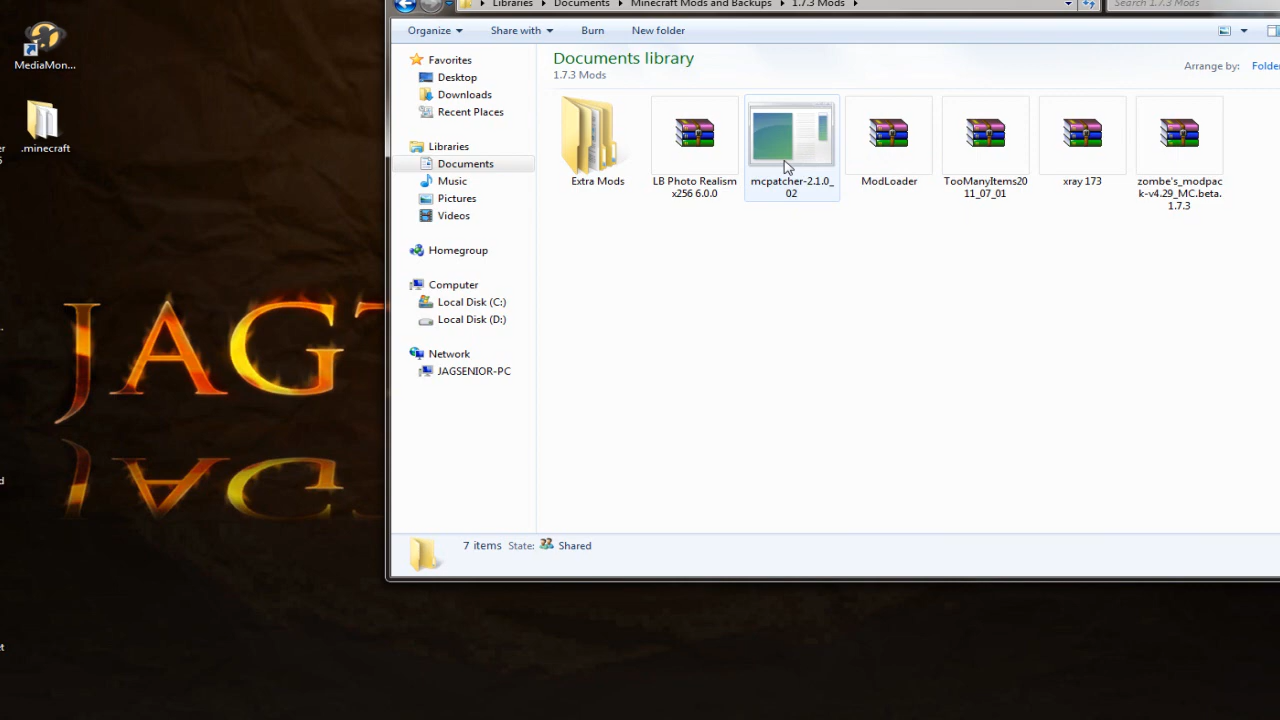 MediaMon...
.minecraft
JAGT
Libraries Documents Minecraft Mods and Backups 1.7.3 Mods
Search 1.7.3 Mods
Organize Share with Burn New folder
Favorites
Desktop
Downloads
Recent Places
Libraries
Documents
Music
Pictures
Videos
Homegroup
Computer
Local Disk (C:)
Local Disk (D:)
Network
JAGSENIOR-PC
Documents library
1.7.3 Mods
Arrange by: Folder
Extra Mods
LB Photo Realism
x256 6.0.0
mcpatcher-2.1.0_
02
ModLoader
TooManyItems20
11_07_01
xray 173
zombe's_modpac
k-v4.29_MC.beta.
1.7.3
7 items State: Shared